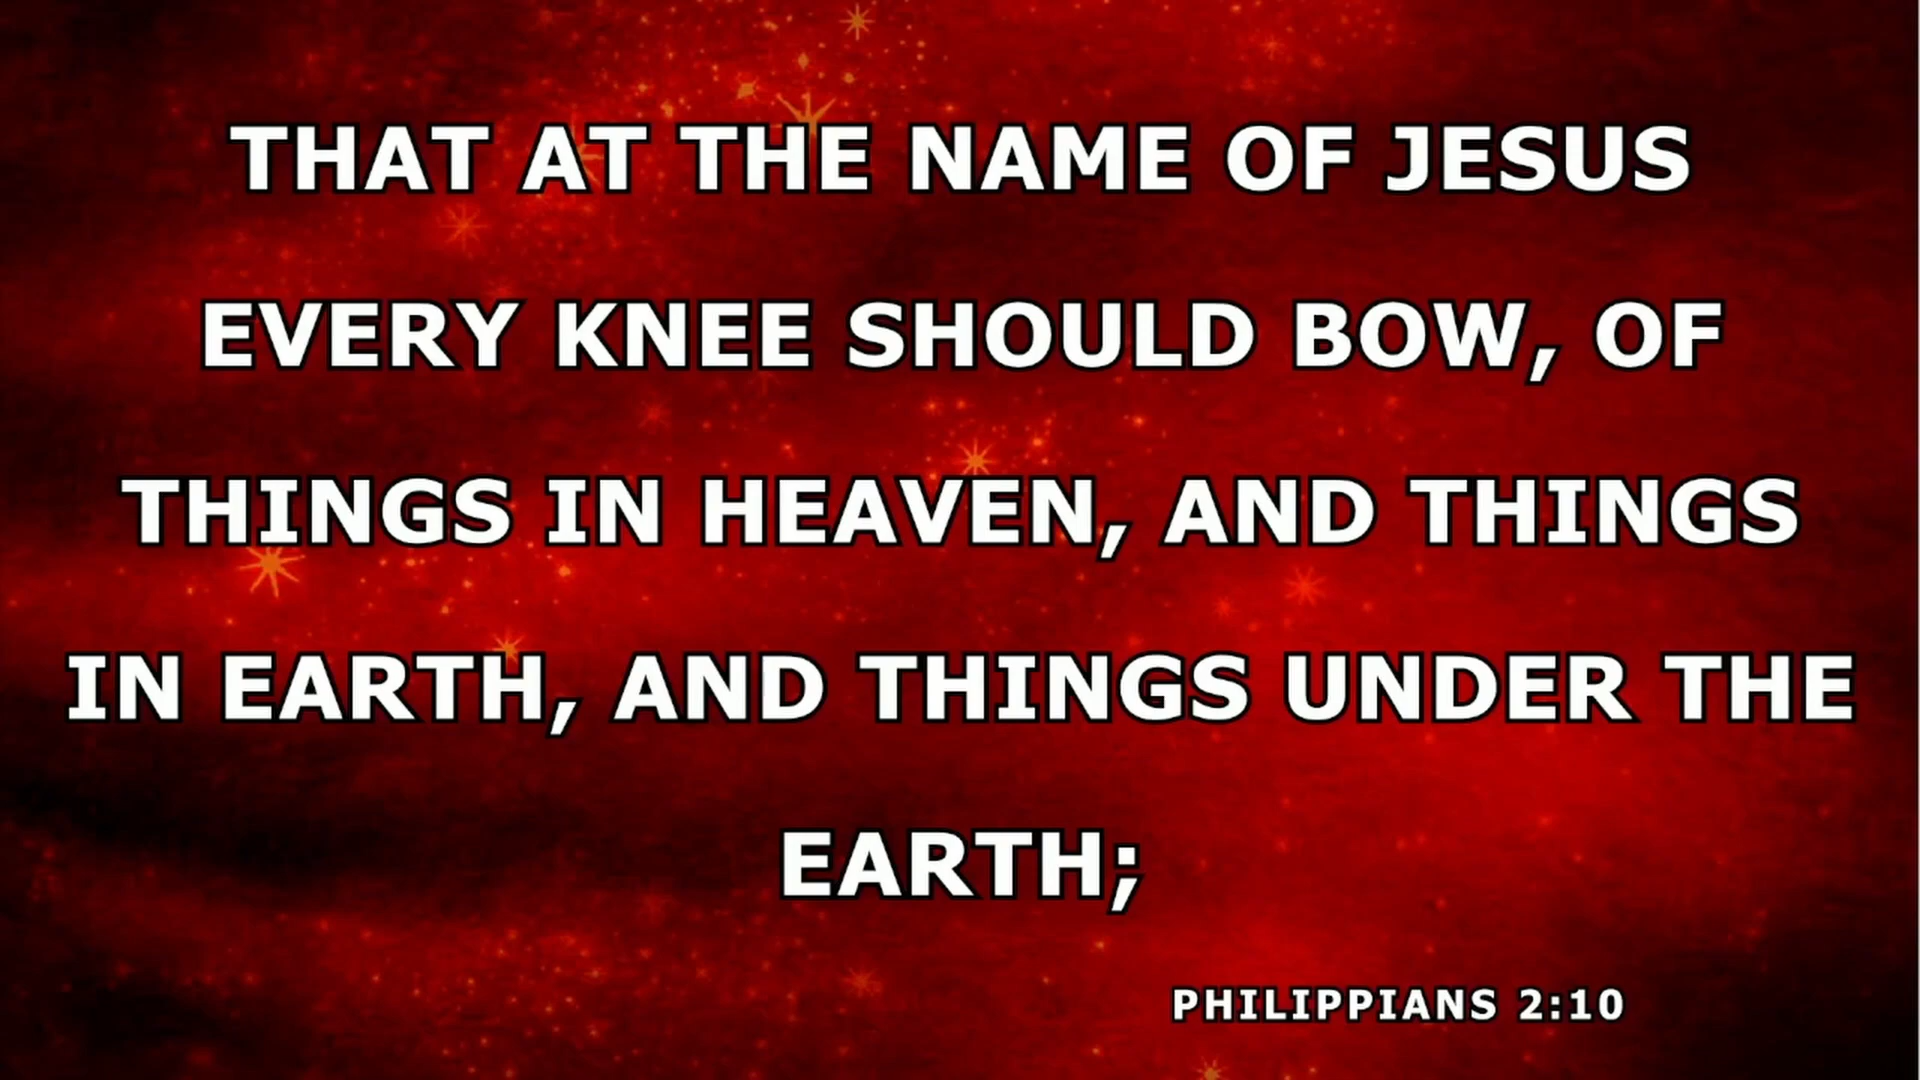 THAT AT THE NAME OF JESUS
EVERY KNEE SHOULD BOW, OF
THINGS IN HEAVEN, AND THINGS
IN EARTH, AND THINGS UNDER THE
EARTH;
PHILIPPIANS 2:10